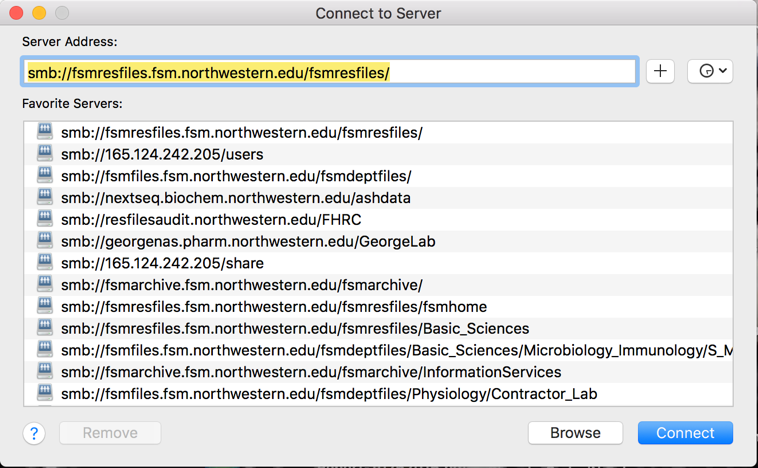 Connect to Server
Server Address:
smb://fsmresfiles.fsm.northwestern.edu/fsmresfiles/
Favorite Servers:
smb://fsmresfiles.fsm.northwestern.edu/fsmresfiles/
smb://165.124.242.205/users
smb://fsmfiles.fsm.northwestern.edu/fsmdeptfiles/
smb://nextseq.biochem.northwestern.edu/ashdata
smb://resfilesaudit.northwestern.edu/FHRC
smb://georgenas.pharm.northwestern.edu/GeorgeLab
smb://165.124.242.205/share
smb://fsmarchive.fsm.northwestern.edu/fsmarchive/
smb://fsmresfiles.fsm.northwestern.edu/fsmresfiles/fsmhome
smb://fsmresfiles.fsm.northwestern.edu/fsmresfiles/Basic_Sciences
smb://fsmfiles.fsm.northwestern.edu/fsmdeptfiles/Basic_Sciences/Microbiology_Immunology/S_M
smb://fsmarchive.fsm.northwestern.edu/fsmarchive/InformationServices
smb://fsmfiles.fsm.northwestern.edu/fsmdeptfiles/Physiology/Contractor_Lab
? Remove Browse Connect